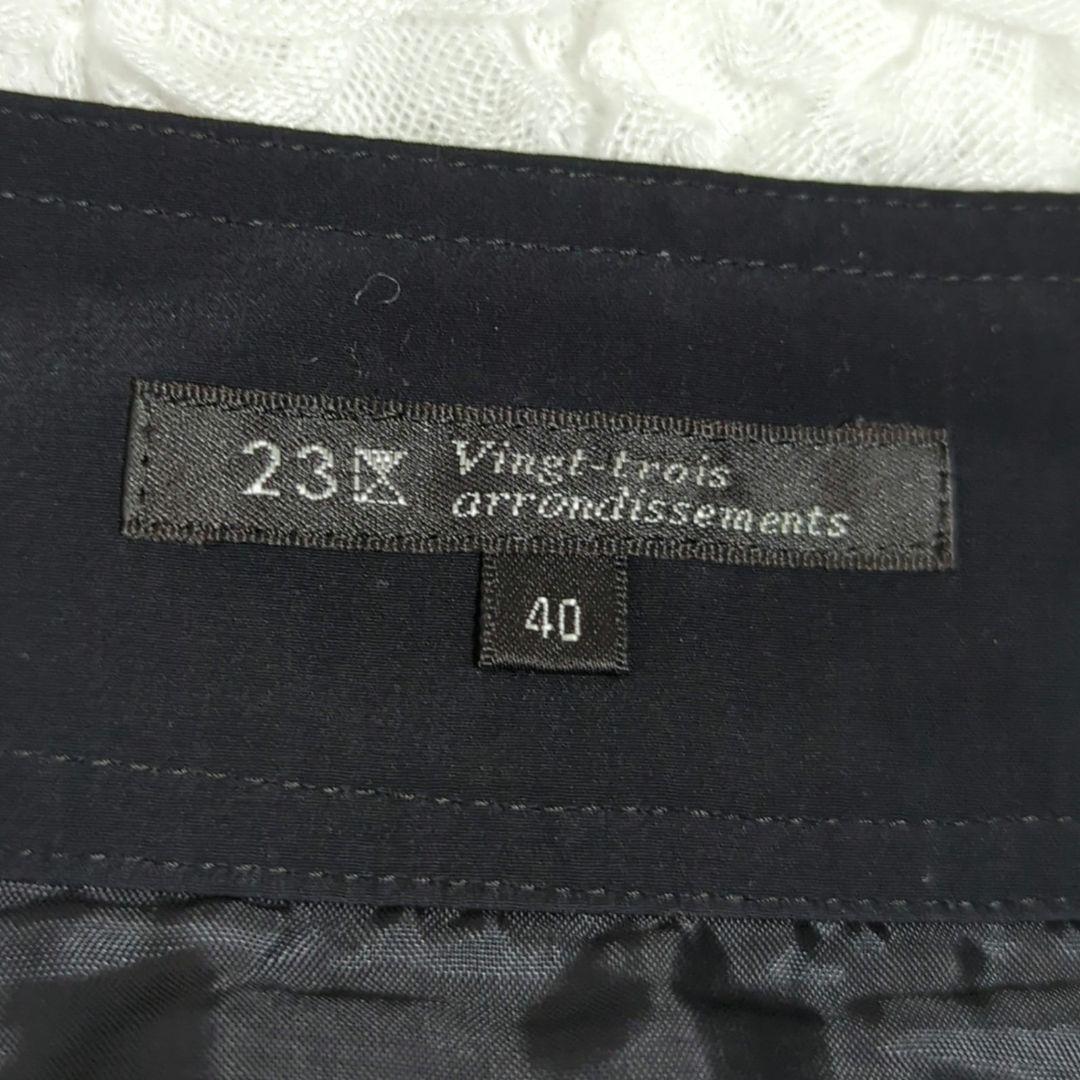 23区 Vingt-trois
arrondissements
40